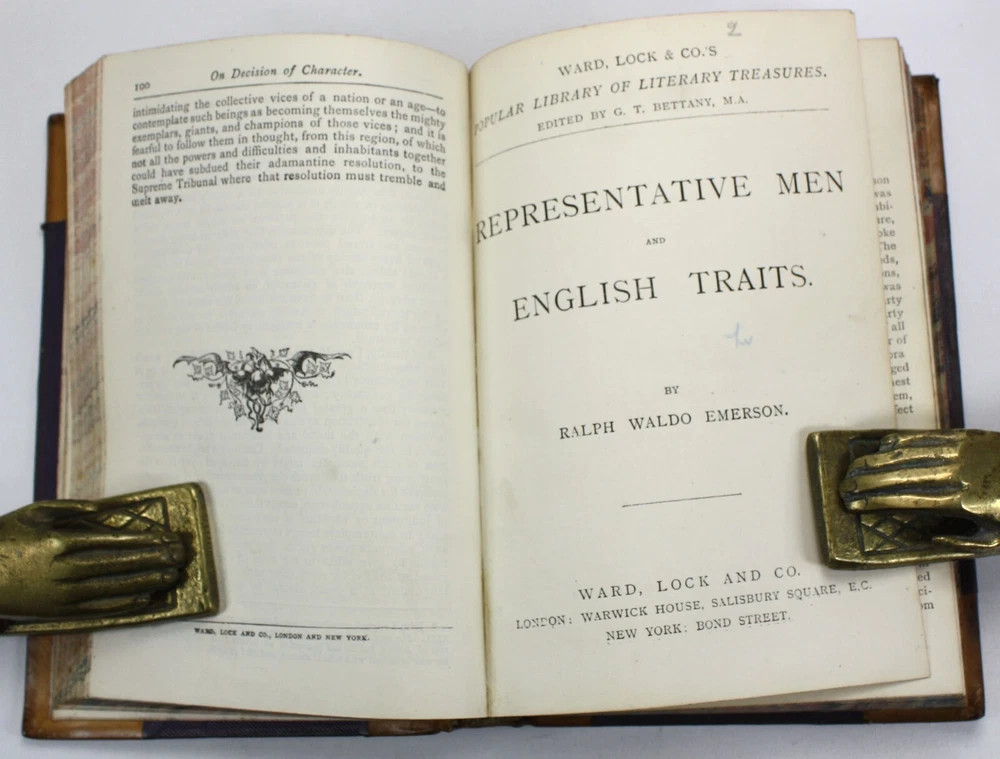 100
On Decision of Character.
intimidating the collective vices of a nation or an age—to
contemplate such beings as becoming themselves the mighty
exemplars, giants, and champions of those vices; and it is
fearful to follow them in thought, from this region, of which
not all the powers and difficulties and inhabitants together
could have subdued their adamantine resolution, to the
Supreme Tribunal where that resolution must tremble and
melt away.
WARD, LOCK AND CO., LONDON AND NEW YORK.
2
WARD, LOCK & CO.'S
POPULAR LIBRARY OF LITERARY TREASURES.
EDITED BY G. T. BETTANY, M.A.
REPRESENTATIVE MEN
AND
ENGLISH TRAITS.
BY
RALPH WALDO EMERSON.
WARD, LOCK AND CO.
LONDON: WARWICK HOUSE, SALISBURY SQUARE, E.C.
NEW YORK: BOND STREET.